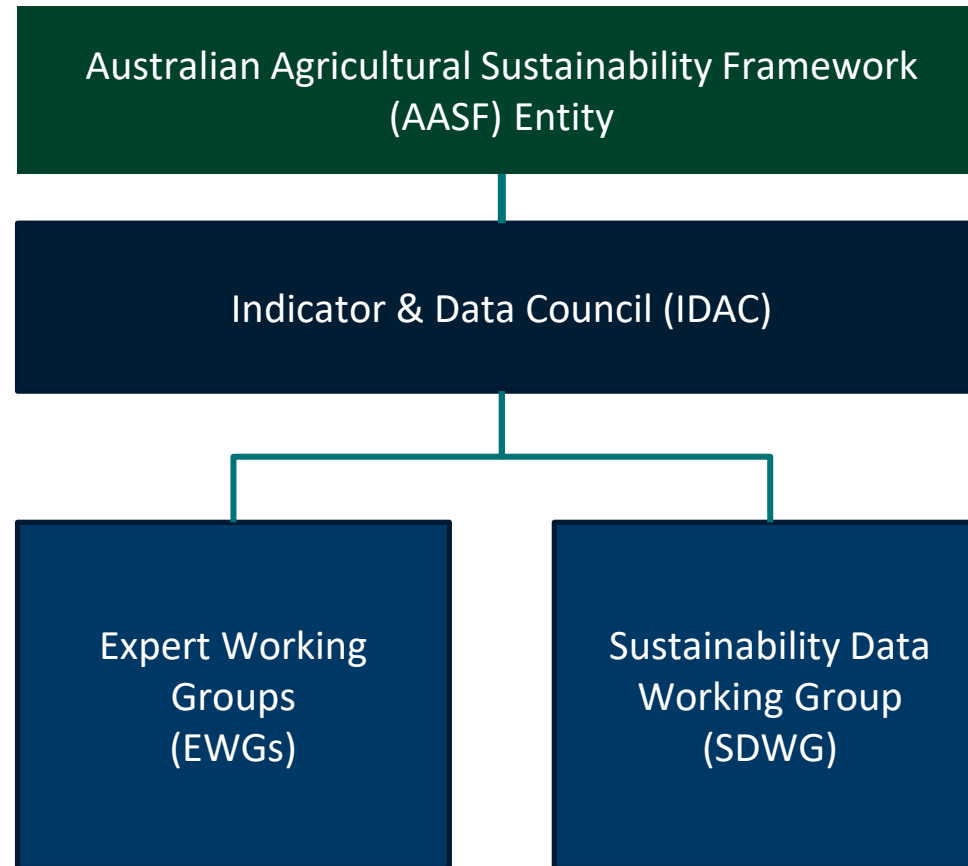 Australian Agricultural Sustainability Framework
(AASF) Entity
Indicator & Data Council (IDAC)
Expert Working
Groups
(EWGs)
Sustainability Data
Working Group
(SDWG)